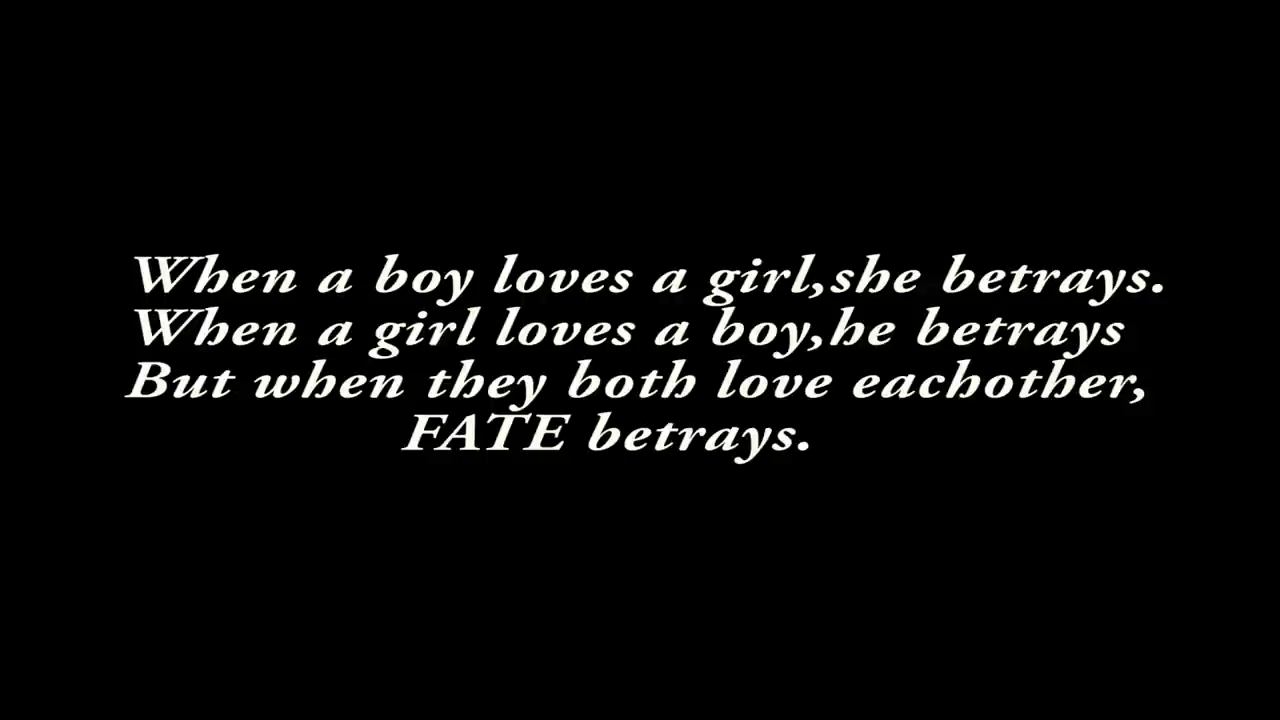 When a boy loves a girl,she betrays.
When a girl loves a boy,he betrays
But when they both love eachother,
FATE betrays.